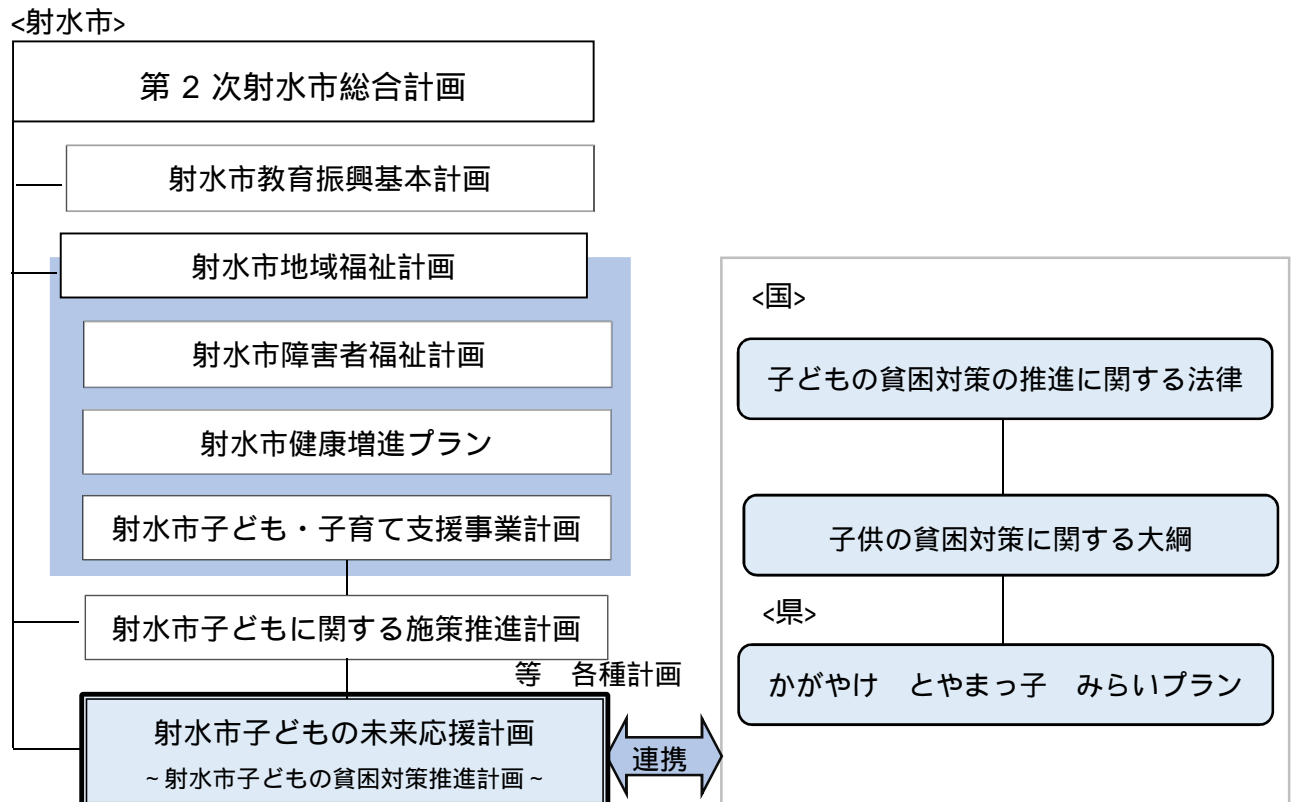 <射水市>
第 2 次射水市総合計画
射水市教育振興基本計画
射水市地域福祉計画
射水市障害者福祉計画
射水市健康増進プラン
射水市子ども・子育て支援事業計画
射水市子どもに関する施策推進計画
等　各種計画
射水市子どもの未来応援計画
~射水市子どもの貧困対策推進計画~
連携
<国>
子どもの貧困対策の推進に関する法律
子供の貧困対策に関する大綱
<県>
かがやけ　とやまっ子　みらいプラン